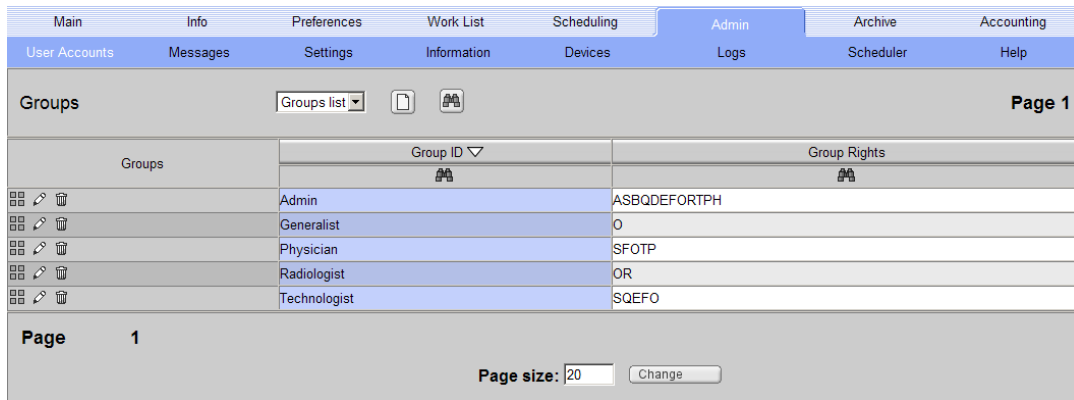 Main Info Preferences Work List Scheduling Admin Archive Accounting
User Accounts Messages Settings Information Devices Logs Scheduler Help
Groups Groups list Page 1
Groups Group ID Group Rights
Admin ASBQDEFORTPH
Generalist O
Physician SFOTP
Radiologist OR
Technologist SQEFO
Page 1
Page size: 20 Change